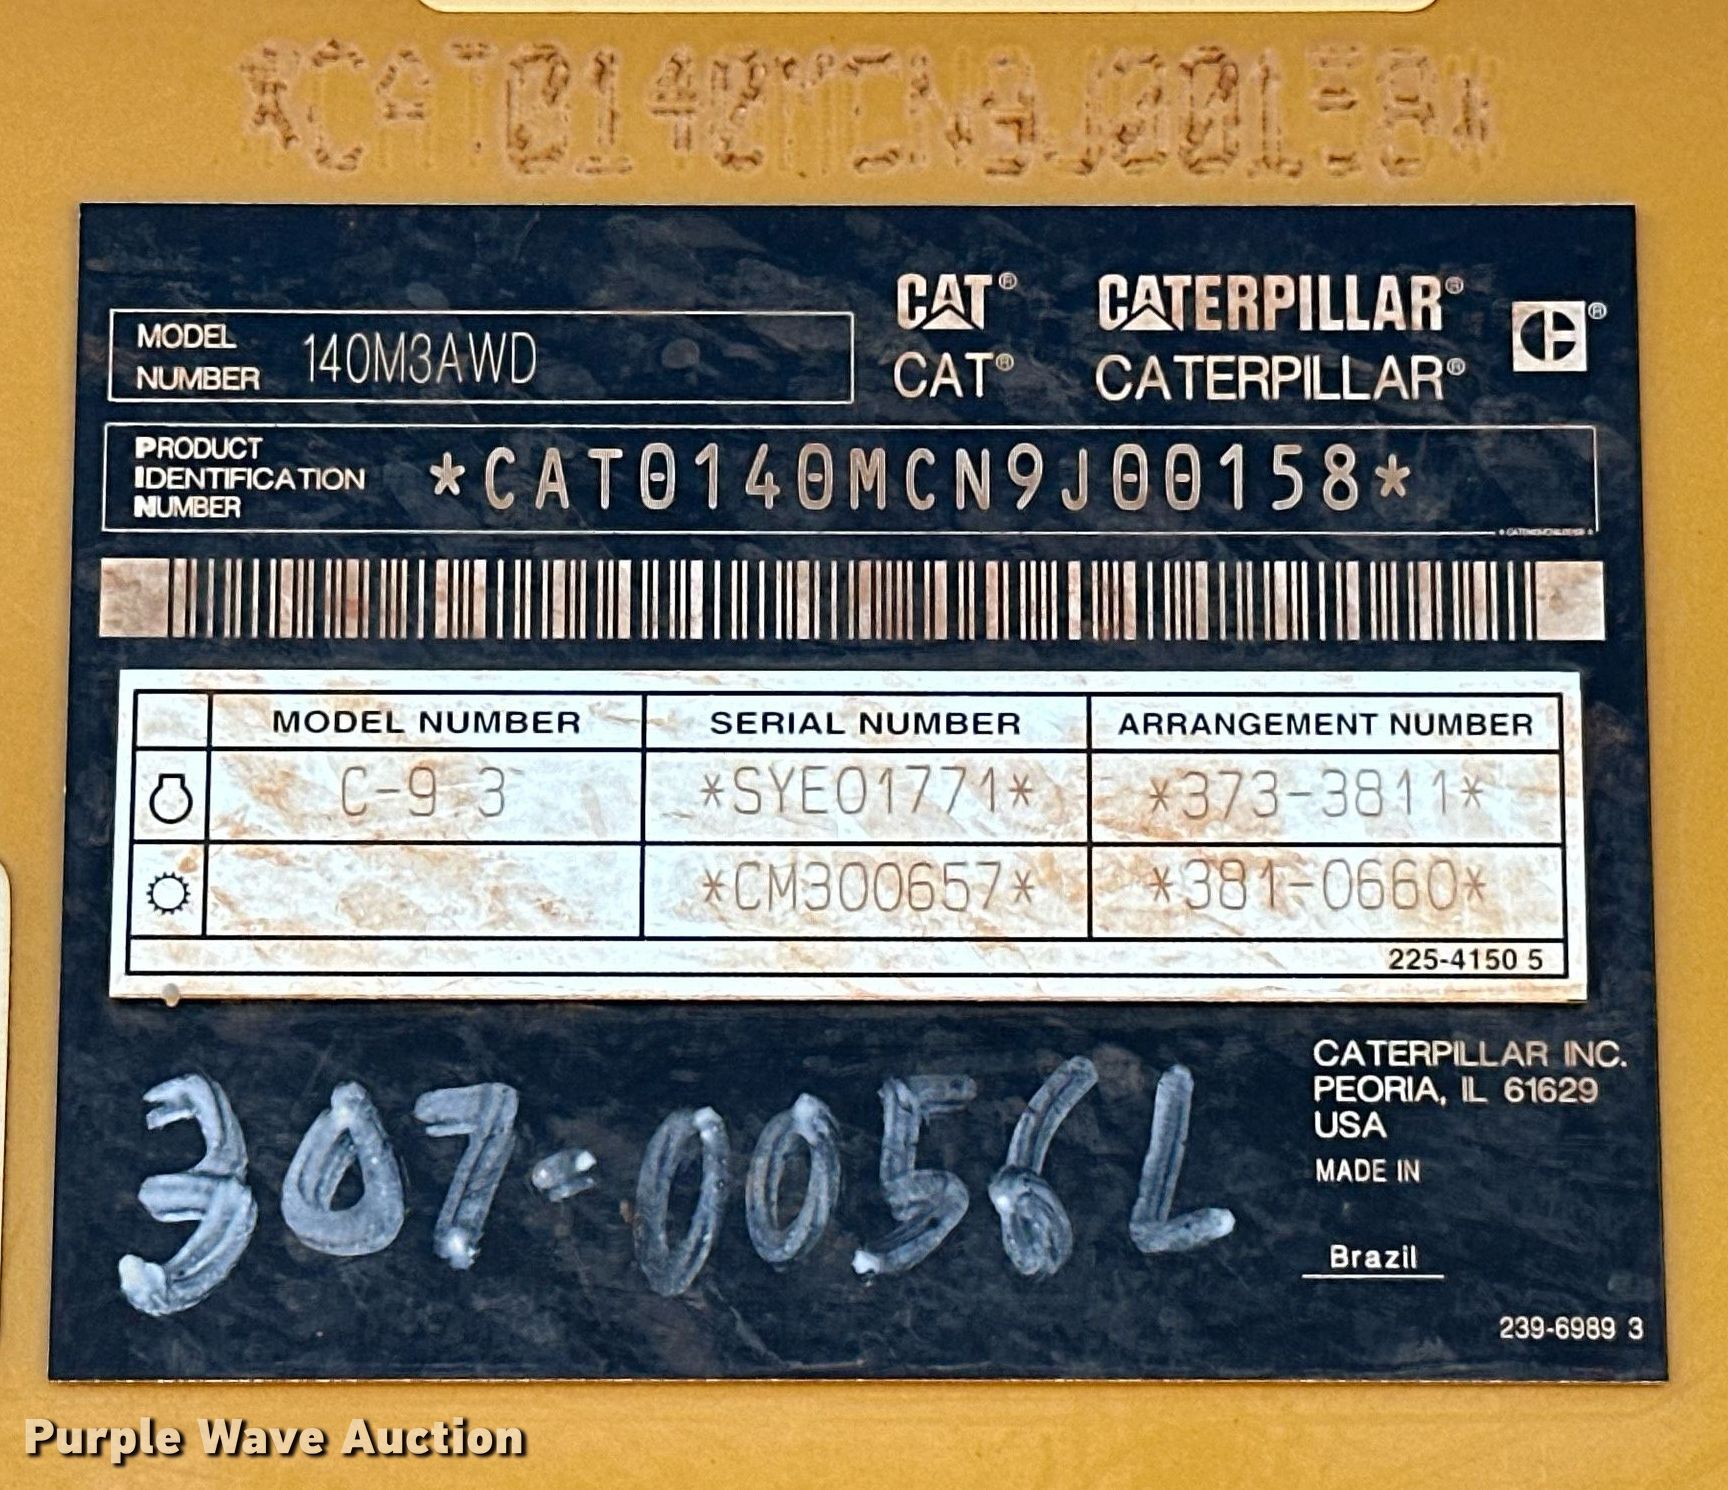 *CAT0140MCN9J00158*
CAT® CATERPILLAR®
MODEL NUMBER 140M3AWD
CAT® CATERPILLAR®
PRODUCT IDENTIFICATION NUMBER *CAT0140MCN9J00158*
MODEL NUMBER SERIAL NUMBER ARRANGEMENT NUMBER
C-9 3 *SYE01771* *373-3811*
*CM300657* *381-0660*
225-4150 5
307-0056L
CATERPILLAR INC.
PEORIA, IL 61629
USA
MADE IN
Brazil
239-6989 3
Purple Wave Auction